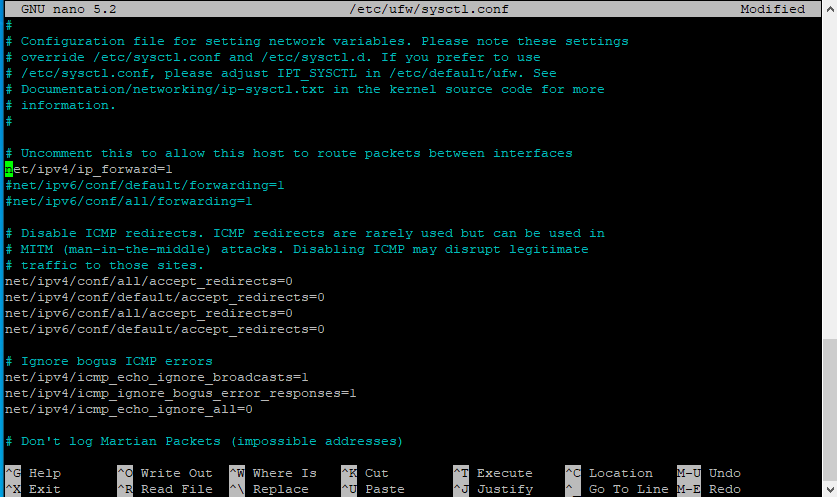 GNU nano 5.2 /etc/ufw/sysctl.conf Modified
#
# Configuration file for setting network variables. Please note these settings
# override /etc/sysctl.conf and /etc/sysctl.d. If you prefer to use
# /etc/sysctl.conf, please adjust IPT_SYSCTL in /etc/default/ufw. See
# Documentation/networking/ip-sysctl.txt in the kernel source code for more
# information.
#
# Uncomment this to allow this host to route packets between interfaces
net/ipv4/ip_forward=1
#net/ipv6/conf/default/forwarding=1
#net/ipv6/conf/all/forwarding=1
# Disable ICMP redirects. ICMP redirects are rarely used but can be used in
# MITM (man-in-the-middle) attacks. Disabling ICMP may disrupt legitimate
# traffic to those sites.
net/ipv4/conf/all/accept_redirects=0
net/ipv4/conf/default/accept_redirects=0
net/ipv6/conf/all/accept_redirects=0
net/ipv6/conf/default/accept_redirects=0
# Ignore bogus ICMP errors
net/ipv4/icmp_echo_ignore_broadcasts=1
net/ipv4/icmp_ignore_bogus_error_responses=1
net/ipv4/icmp_echo_ignore_all=0
# Don't log Martian Packets (impossible addresses)
^G Help ^O Write Out ^W Where Is ^K Cut ^T Execute ^C Location M-U Undo
^X Exit ^R Read File ^\ Replace ^U Paste ^J Justify ^_ Go To Line M-E Redo